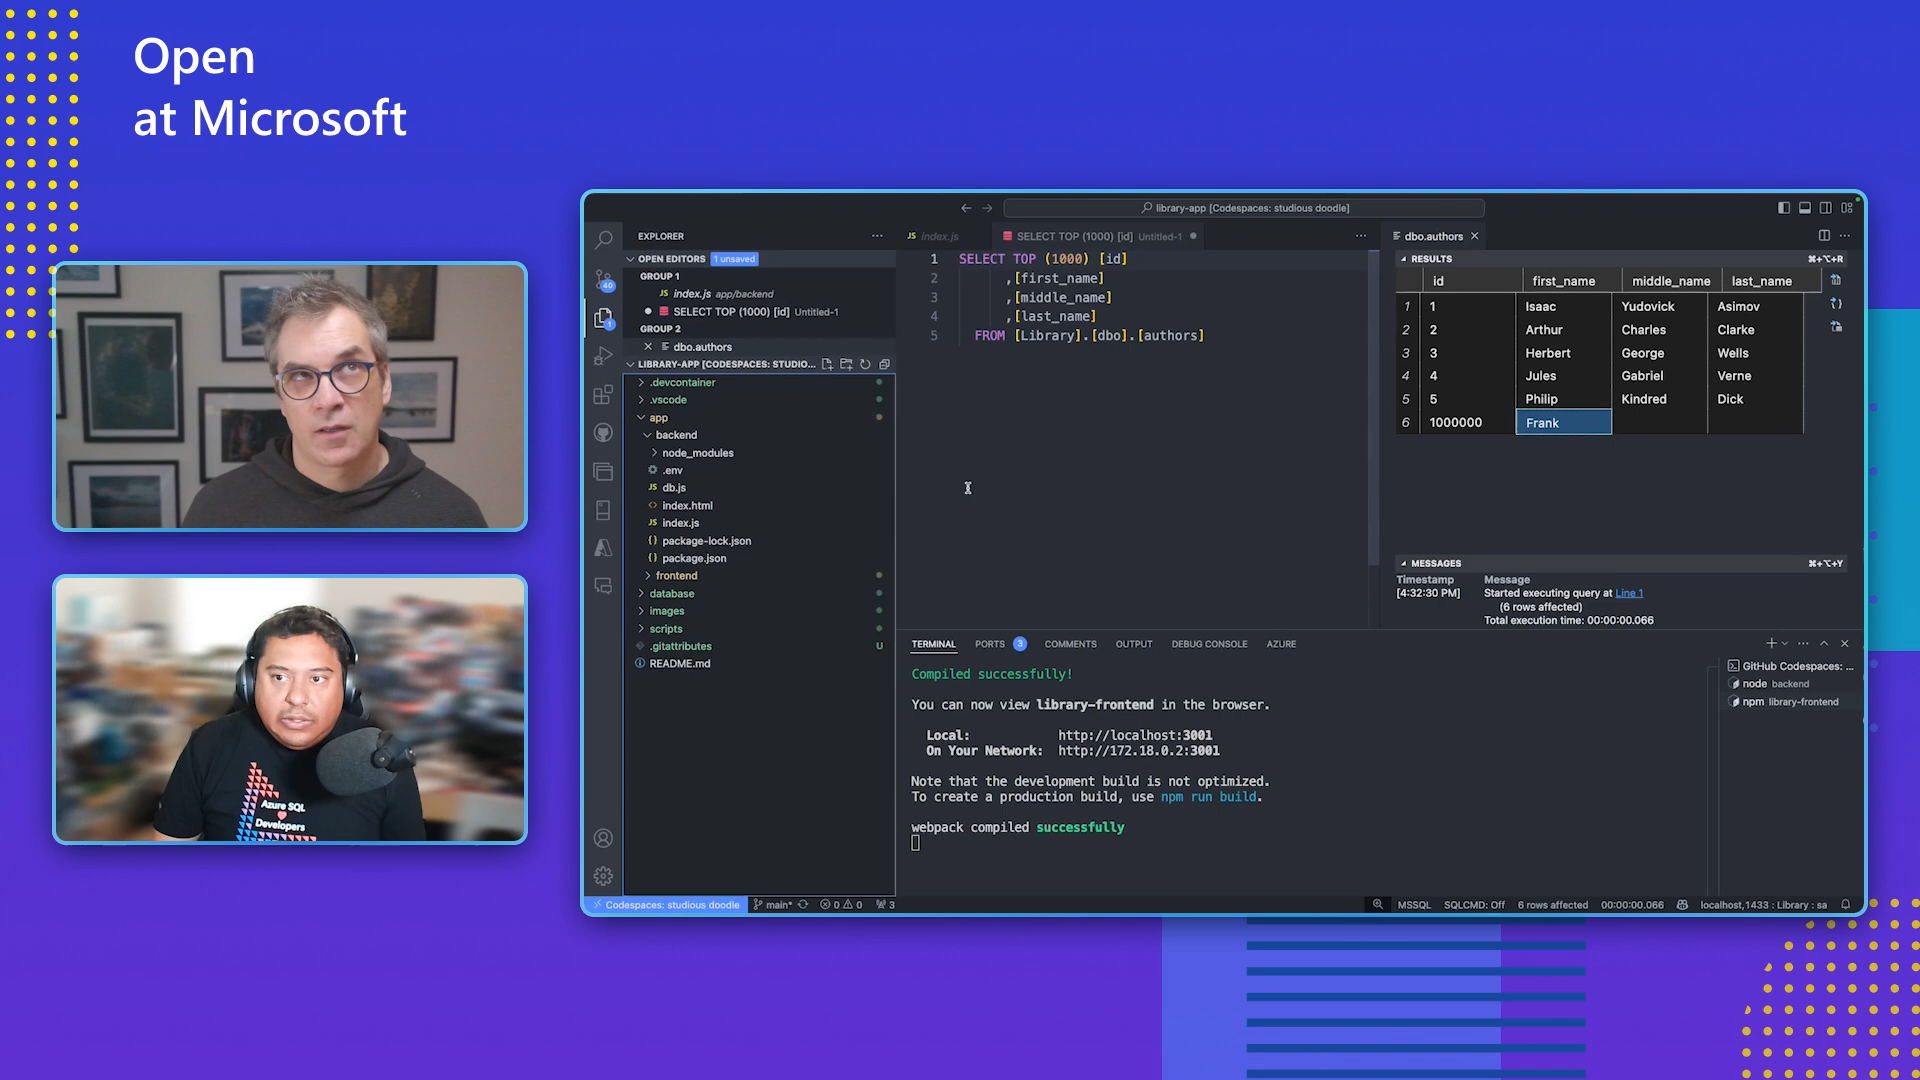 Open
at Microsoft
library-app [Codespaces: studious doodle]
EXPLORER
OPEN EDITORS 1 unsaved
GROUP 1
JS index.js app/backend
SELECT TOP (1000) [id] Untitled-1
GROUP 2
dbo.authors
LIBRARY-APP [CODESPACES: STUDIO...
.devcontainer
.vscode
app
backend
node_modules
.env
JS db.js
index.html
JS index.js
package-lock.json
package.json
frontend
database
images
scripts
.gitattributes U
README.md
40
1
JS index.js
SELECT TOP (1000) [id] Untitled-1
1 SELECT TOP (1000) [id]
2 ,[first_name]
3 ,[middle_name]
4 ,[last_name]
5 FROM [Library].[dbo].[authors]
dbo.authors
RESULTS ⌘+⌥+R
id first_name middle_name last_name
1 1 Isaac Yudovick Asimov
2 2 Arthur Charles Clarke
3 3 Herbert George Wells
4 4 Jules Gabriel Verne
5 5 Philip Kindred Dick
6 1000000 Frank
MESSAGES ⌘+⌥+Y
Timestamp Message
[4:32:30 PM] Started executing query at Line 1
(6 rows affected)
Total execution time: 00:00:00.066
TERMINAL PORTS 3 COMMENTS OUTPUT DEBUG CONSOLE AZURE
Compiled successfully!
You can now view library-frontend in the browser.
Local: http://localhost:3001
On Your Network: http://172.18.0.2:3001
Note that the development build is not optimized.
To create a production build, use npm run build.
webpack compiled successfully
GitHub Codespaces: ...
node backend
npm library-frontend
Codespaces: studious doodle main* 0 0 3
MSSQL SQLCMD: Off 6 rows affected 00:00:00.066 localhost,1433 : Library : sa
Azure SQL
Developers